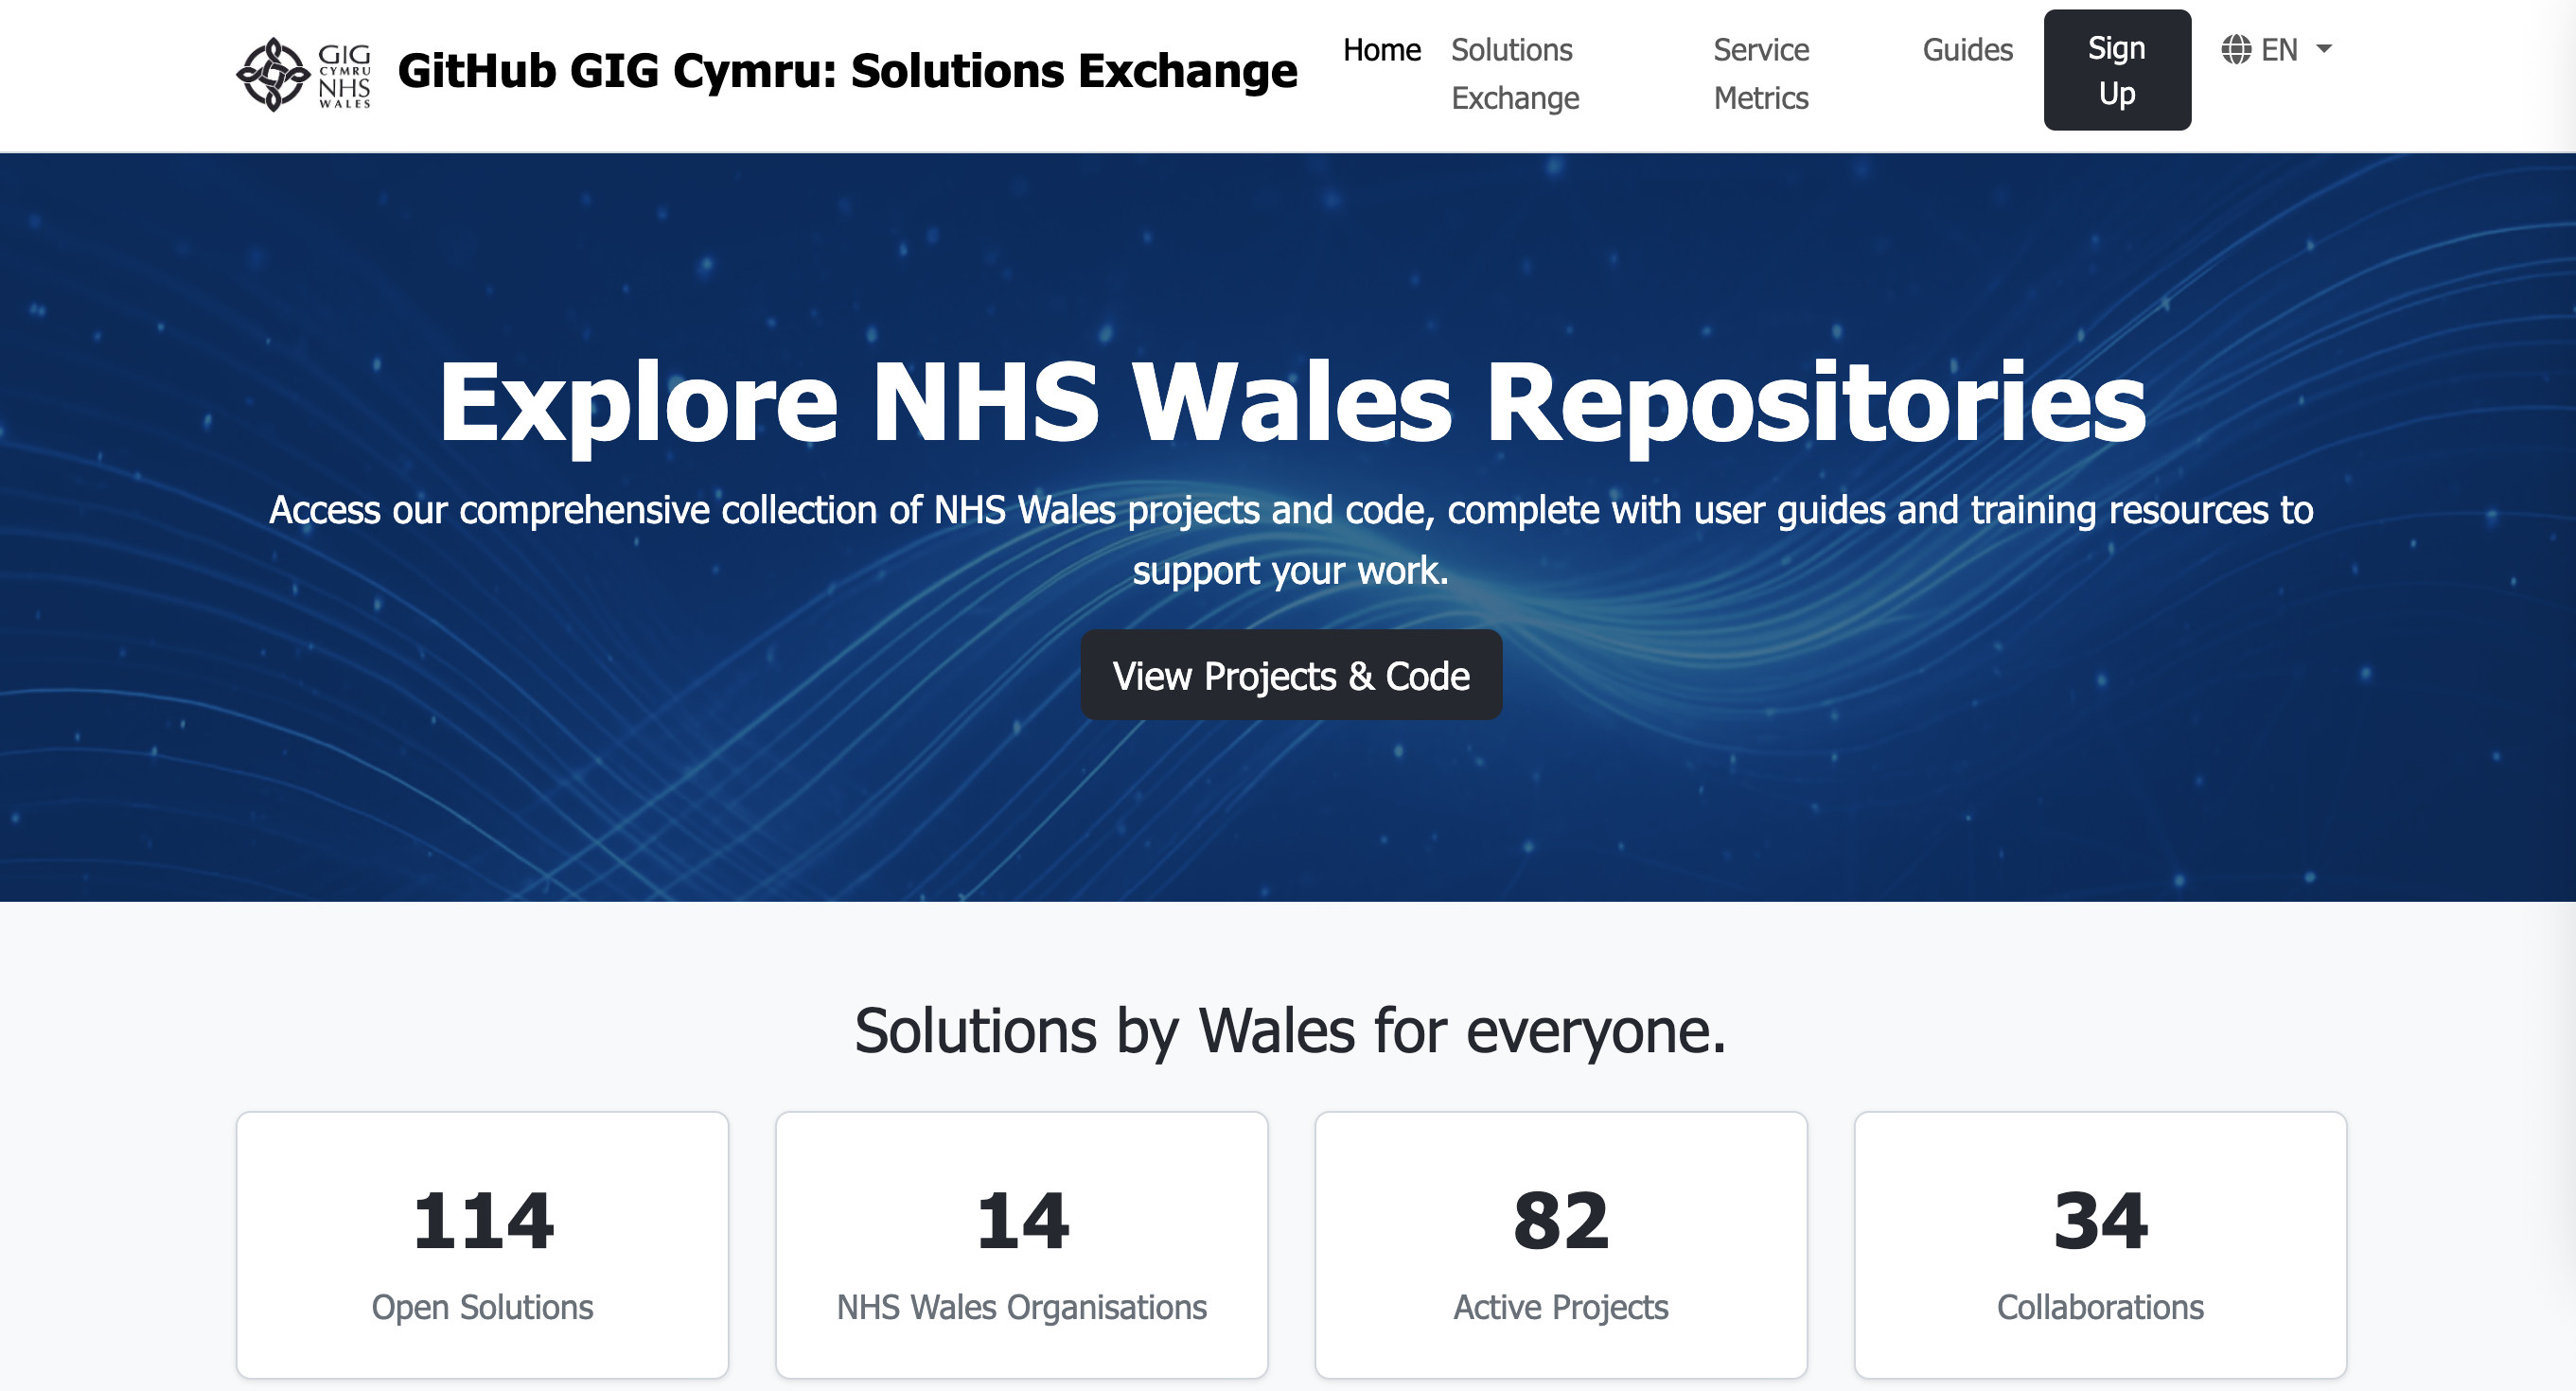 GIG
CYMRU
NHS
WALES
GitHub GIG Cymru: Solutions Exchange
Home
Solutions
Exchange
Service
Metrics
Guides
Sign
Up
EN
Explore NHS Wales Repositories
Access our comprehensive collection of NHS Wales projects and code, complete with user guides and training resources to
support your work.
View Projects & Code
Solutions by Wales for everyone.
114
Open Solutions
14
NHS Wales Organisations
82
Active Projects
34
Collaborations